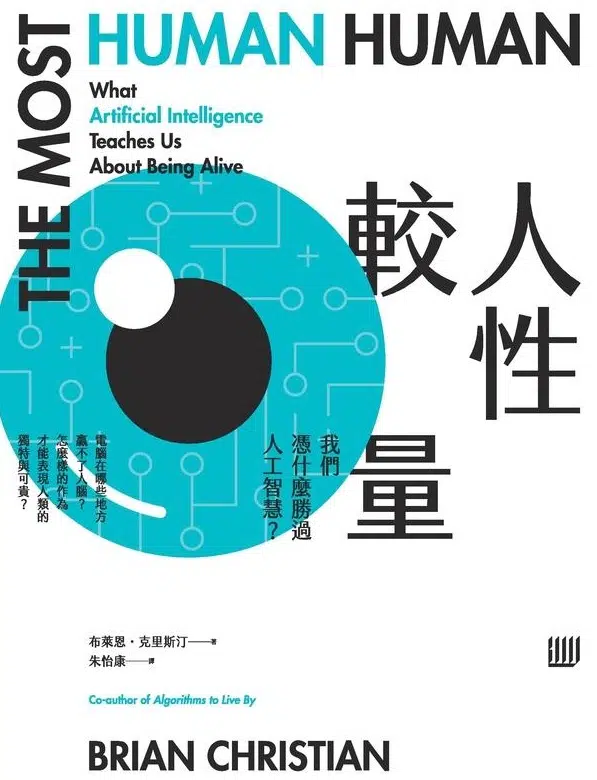 THE MOST
HUMAN HUMAN
What
Artificial Intelligence
Teaches Us
About Being Alive
人性
較量
我們
憑什麼勝過
人工智慧？
電腦在哪些地方
贏不了人腦？
怎麼樣的作為
才能表現人類的
獨特與可貴？
布萊恩・克里斯汀——著
朱怡康——譯
Co-author of Algorithms to Live By
BRIAN CHRISTIAN